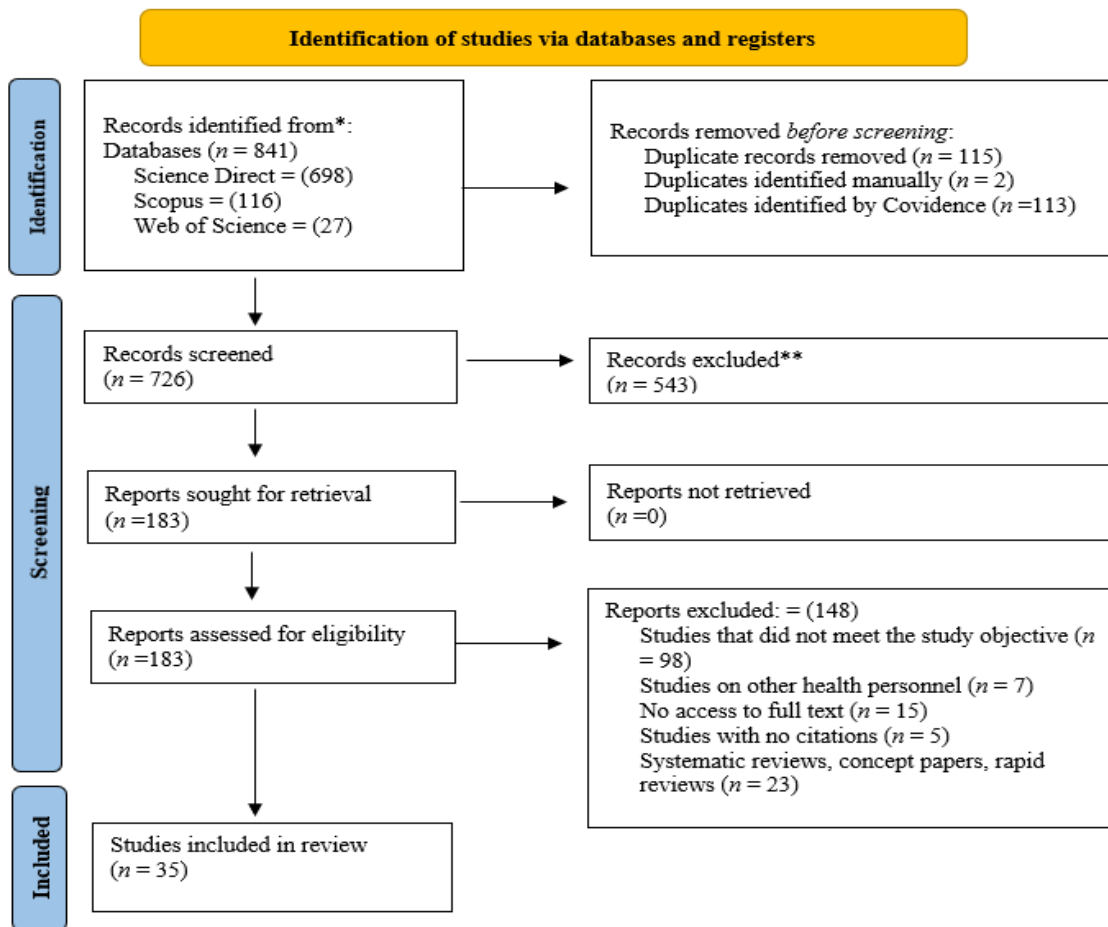 Identification of studies via databases and registers
Identification
Records identified from*:
Databases (n = 841)
Science Direct = (698)
Scopus = (116)
Web of Science = (27)
Records removed before screening:
Duplicate records removed (n = 115)
Duplicates identified manually (n = 2)
Duplicates identified by Covidence (n =113)
Screening
Records screened
(n = 726)
Records excluded**
(n = 543)
Reports sought for retrieval
(n =183)
Reports not retrieved
(n =0)
Reports assessed for eligibility
(n =183)
Reports excluded: = (148)
Studies that did not meet the study objective (n
= 98)
Studies on other health personnel (n = 7)
No access to full text (n = 15)
Studies with no citations (n = 5)
Systematic reviews, concept papers, rapid
reviews (n = 23)
Included
Studies included in review
(n = 35)